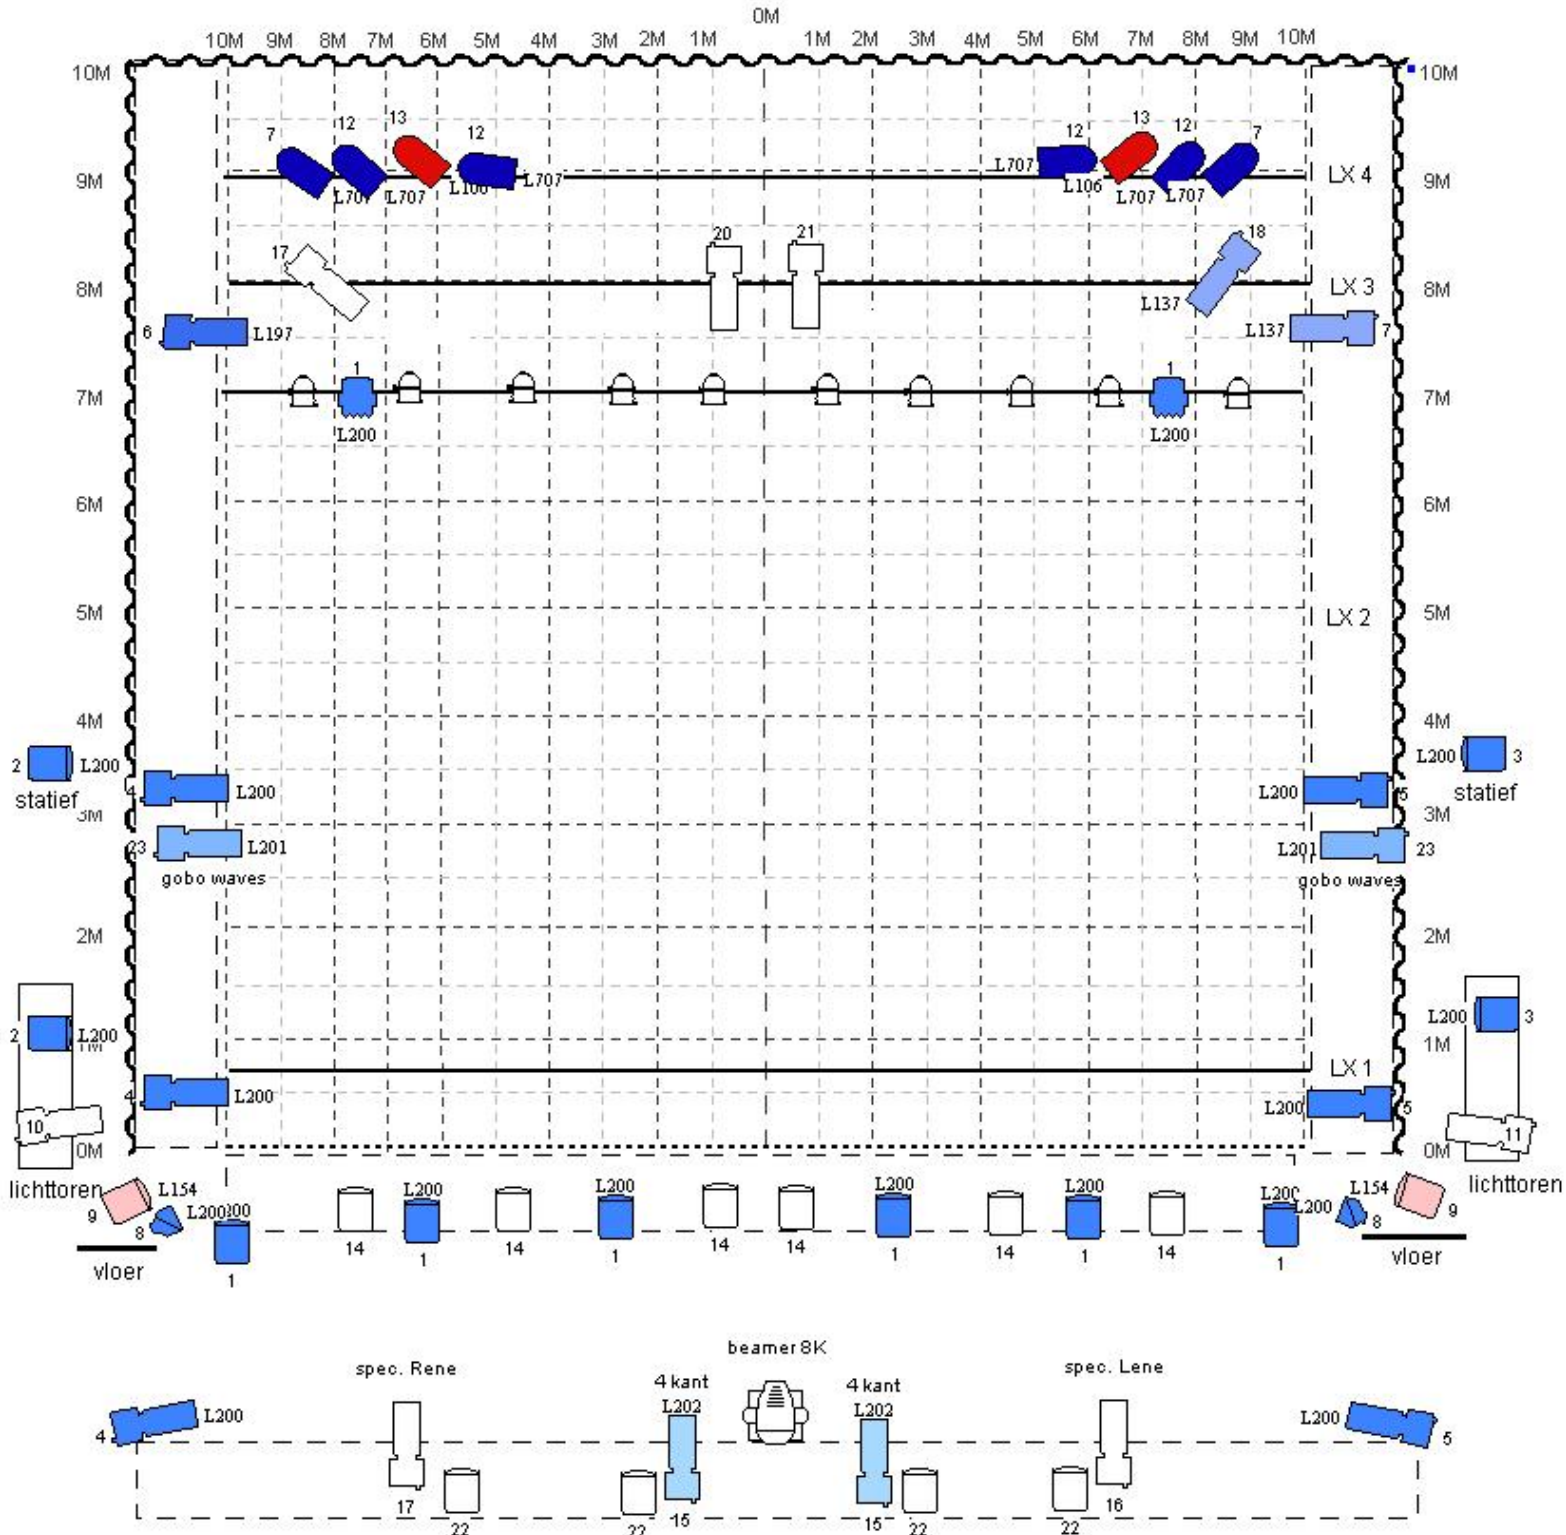 0M
10M 9M 8M 7M 6M 5M 4M 3M 2M 1M 1M 2M 3M 4M 5M 6M 7M 8M 9M 10M
10M 10M
7 12 13 12 12 13 12 7
L707 L707 L106 L707 L707 L106 L707 L707
9M LX 4 9M
17 20 21 18
8M L137 LX 3 8M
6 L197 L137 7
1 1
7M 7M
L200 L200
6M 6M
5M LX 2 5M
4M 4M
2 L200 L200 3
statief 4 L200 L200 5 statief
3M 3M
23 L201 L201 23
gobo waves gobo waves
2M 2M
2 L200 L200 3
1M 1M
LX 1
4 L200 L200 5
10 11
0M 0M
lichttoren L154 L200 L200 L200 L200 L200 L154 lichttoren
9 8 L200 L200 8 9
14 1 14 1 14 14 1 14 1 14
vloer 1 1 vloer
beamer 8K
spec. Rene spec. Lene
4 kant 4 kant
L202 L202
4 L200 L200 5
17 15 15 16
22 22 22 22